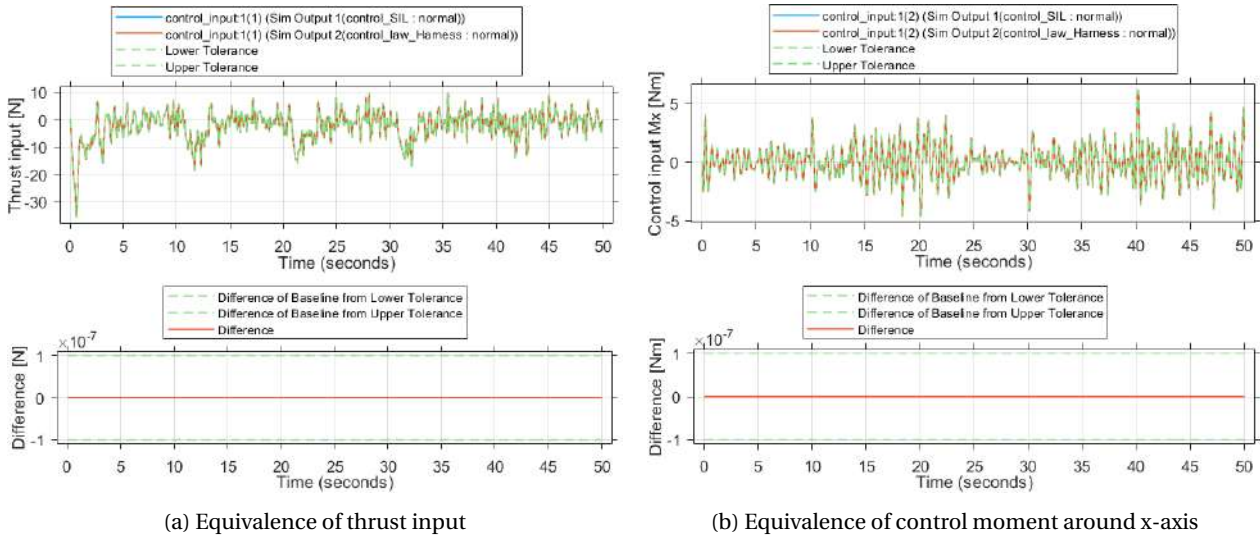 control_input:1(1) (Sim Output 1(control_SIL : normal))
control_input:1(1) (Sim Output 2(control_law_Harness : normal))
Lower Tolerance
Upper Tolerance
10
0
-10
-20
-30
Thrust input [N]
0 5 10 15 20 25 30 35 40 45 50
Time (seconds)
Difference of Baseline from Lower Tolerance
Difference of Baseline from Upper Tolerance
Difference
×10-7
1
0
-1
Difference [N]
0 5 10 15 20 25 30 35 40 45 50
Time (seconds)
(a) Equivalence of thrust input
control_input:1(2) (Sim Output 1(control_SIL : normal))
control_input:1(2) (Sim Output 2(control_law_Harness : normal))
Lower Tolerance
Upper Tolerance
5
0
-5
Control input Mx [Nm]
0 5 10 15 20 25 30 35 40 45 50
Time (seconds)
Difference of Baseline from Lower Tolerance
Difference of Baseline from Upper Tolerance
Difference
×10-7
1
0
-1
Difference [Nm]
0 5 10 15 20 25 30 35 40 45 50
Time (seconds)
(b) Equivalence of control moment around x-axis